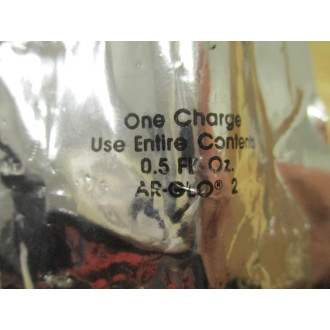 One Charge
Use Entire Contents
0.5 Fl. Oz.
AR-GLO® 2